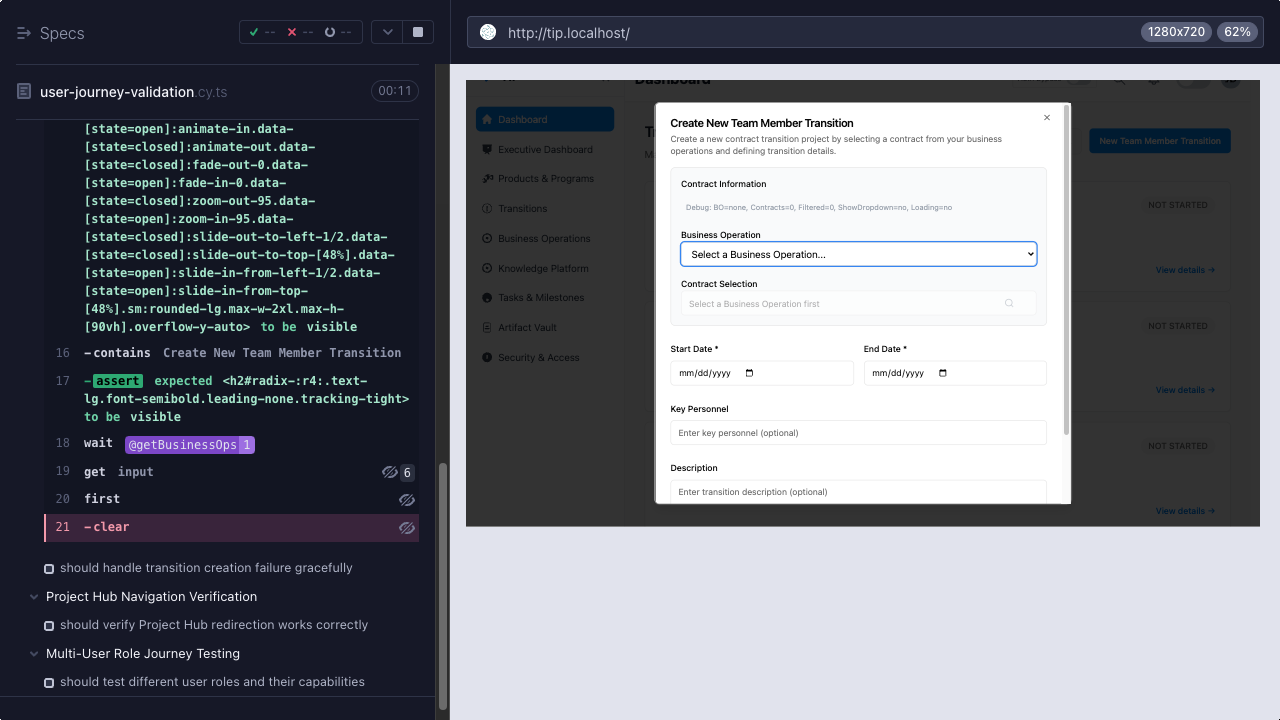 Specs
--
--
--
http://tip.localhost/
1280x720
62%
user-journey-validation.cy.ts
00:11
[state=open]:animate-in.data-
[state=closed]:animate-out.data-
[state=closed]:fade-out-0.data-
[state=open]:fade-in-0.data-
[state=closed]:zoom-out-95.data-
[state=open]:zoom-in-95.data-
[state=closed]:slide-out-to-left-1/2.data-
[state=closed]:slide-out-to-top-[48%].data-
[state=open]:slide-in-from-left-1/2.data-
[state=open]:slide-in-from-top-
[48%].sm:rounded-lg.max-w-2xl.max-h-
[90vh].overflow-y-auto> to be visible
16 -contains Create New Team Member Transition
17 -assert expected <h2#radix-:r4:.text-
lg.font-semibold.leading-none.tracking-tight>
to be visible
18 wait @getBusinessOps 1
19 get input 6
20 first
21 -clear
should handle transition creation failure gracefully
Project Hub Navigation Verification
should verify Project Hub redirection works correctly
Multi-User Role Journey Testing
should test different user roles and their capabilities
Dashboard
Dashboard
Executive Dashboard
Products & Programs
Transitions
Business Operations
Knowledge Platform
Tasks & Milestones
Artifact Vault
Security & Access
New Team Member Transition
NOT STARTED
View details →
NOT STARTED
View details →
NOT STARTED
View details →
Create New Team Member Transition
×
Create a new contract transition project by selecting a contract from your business
operations and defining transition details.
Contract Information
Debug: BO=none, Contracts=0, Filtered=0, ShowDropdown=no, Loading=no
Business Operation
Select a Business Operation...
Contract Selection
Select a Business Operation first
Start Date *
End Date *
mm/dd/yyyy
mm/dd/yyyy
Key Personnel
Enter key personnel (optional)
Description
Enter transition description (optional)